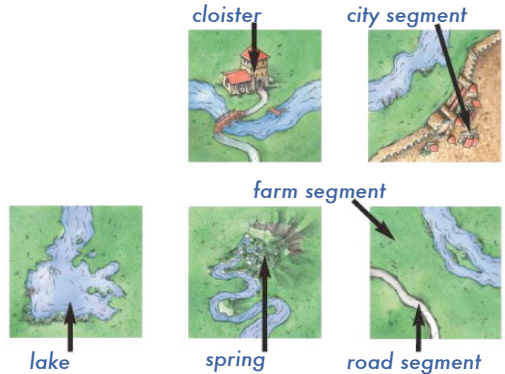 cloister
city segment
farm segment
lake
spring
road segment